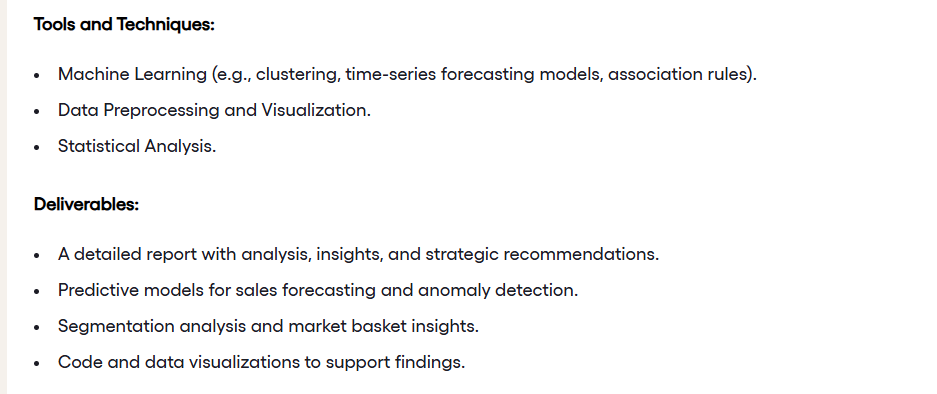 Tools and Techniques:
• Machine Learning (e.g., clustering, time-series forecasting models, association rules).
• Data Preprocessing and Visualization.
• Statistical Analysis.
Deliverables:
• A detailed report with analysis, insights, and strategic recommendations.
• Predictive models for sales forecasting and anomaly detection.
• Segmentation analysis and market basket insights.
• Code and data visualizations to support findings.